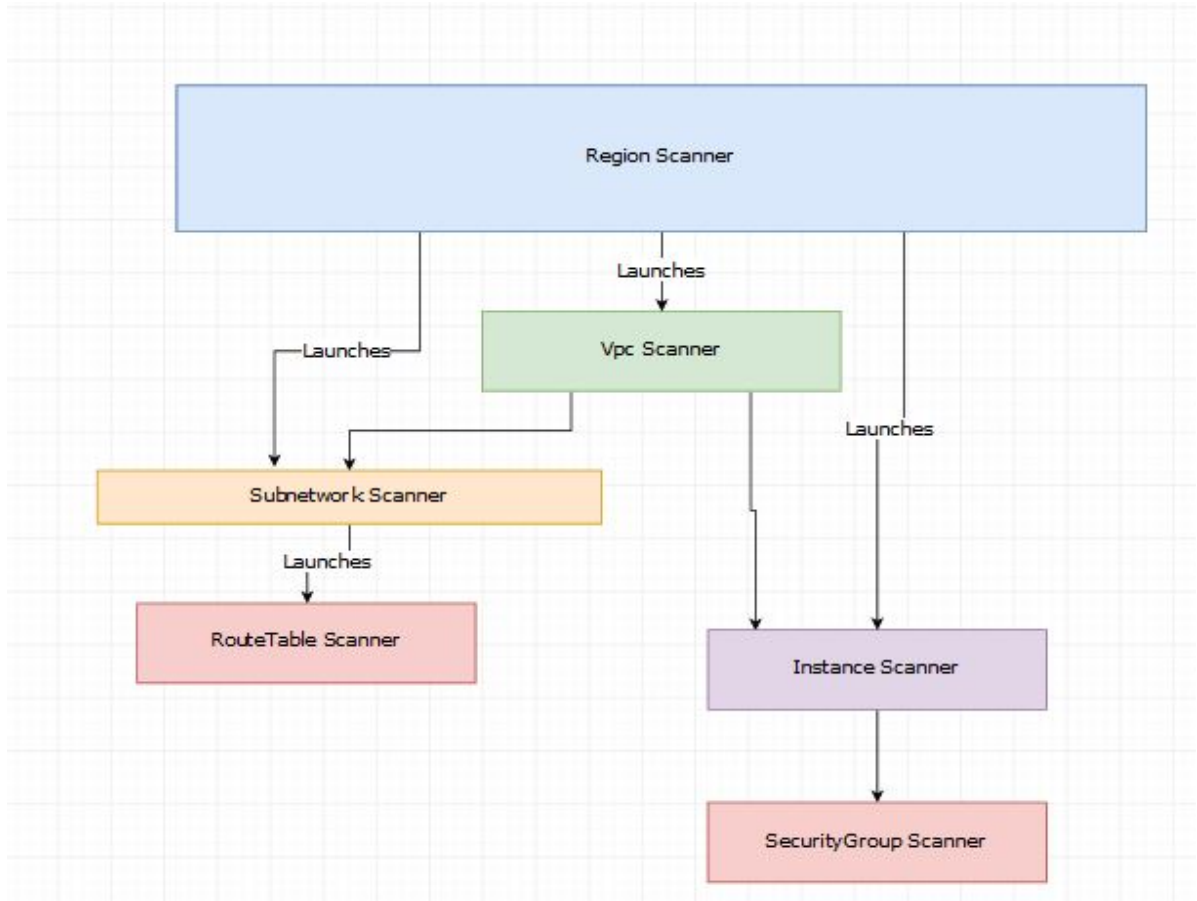 Region Scanner
Launches
Vpc Scanner
Launches
Launches
Subnetwork Scanner
Launches
RouteTable Scanner
Instance Scanner
SecurityGroup Scanner